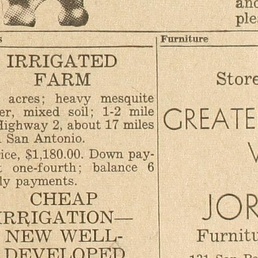 and
ple
s
IRRIGATED
FARM
acres; heavy mesquite
er, mixed soil; 1-2 mile
Highway 2, about 17 miles
San Antonio.
rice, $1,180.00. Down pay-
one-fourth; balance 6
ly payments.
CHEAP
IRRIGATION—
NEW WELL-
DEVELOPED
Furniture
Store
GREATE
JOR
Furnitu